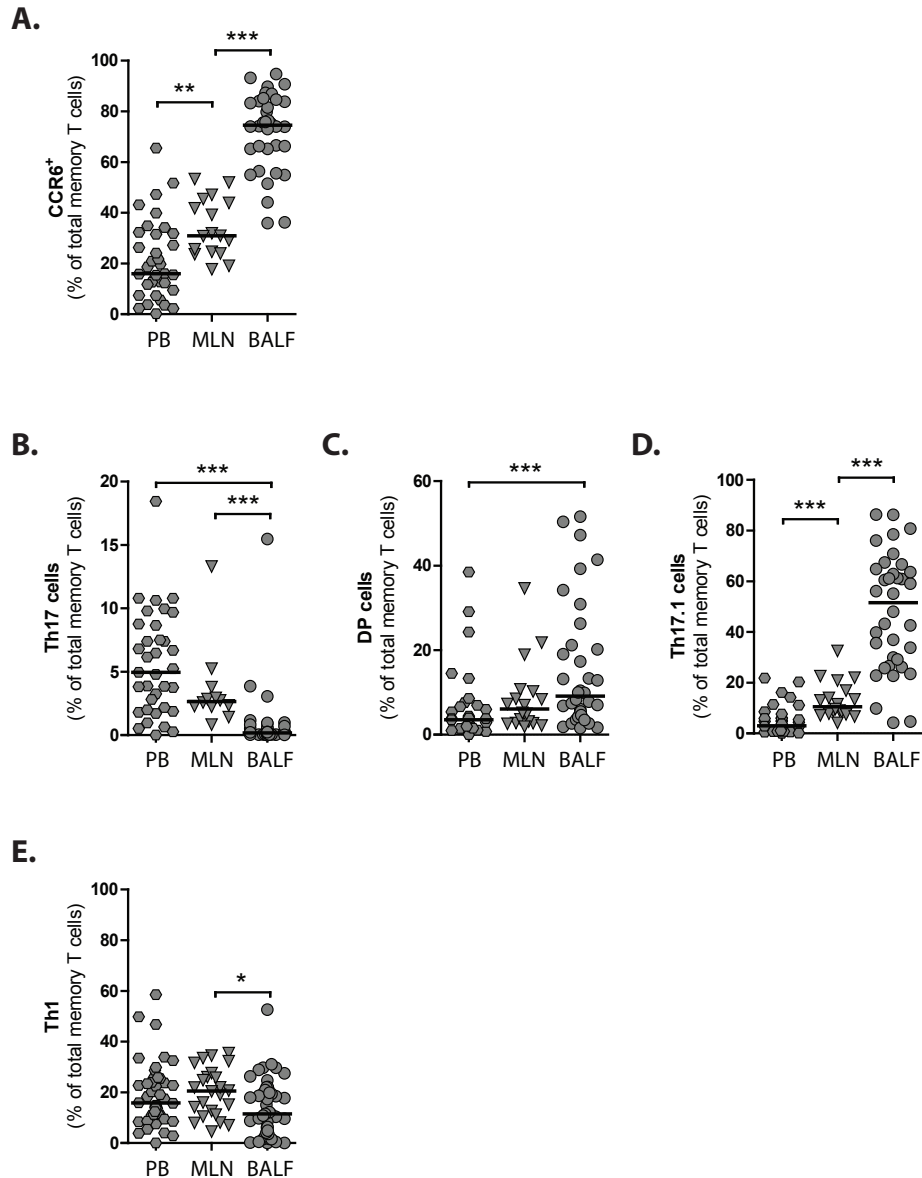 A.
CCR6+
(% of total memory T cells)
100
80
60
40
20
0
**
***
PB MLN BALF
B.
Th17 cells
(% of total memory T cells)
20
15
10
5
0
***
***
PB MLN BALF
C.
DP cells
(% of total memory T cells)
60
40
20
0
***
PB MLN BALF
D.
Th17.1 cells
(% of total memory T cells)
100
80
60
40
20
0
***
***
PB MLN BALF
E.
Th1
(% of total memory T cells)
100
80
60
40
20
0
*
PB MLN BALF